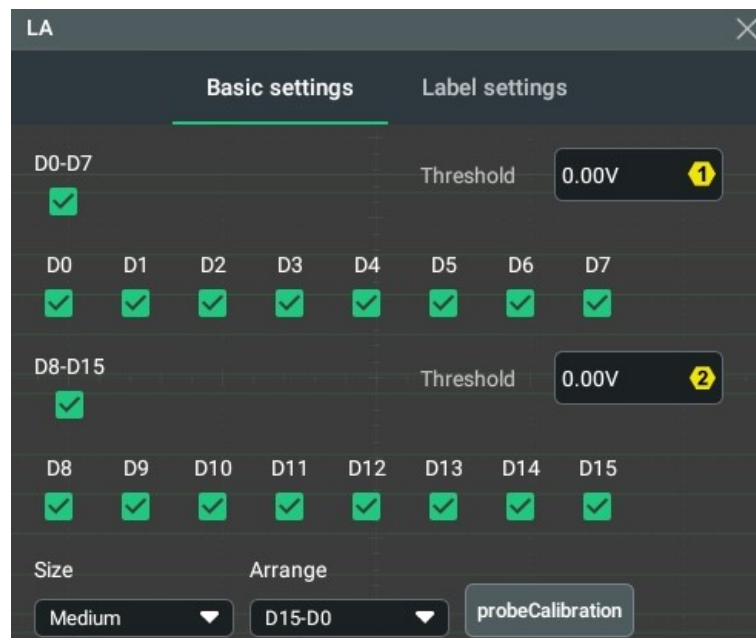 LA
Basic settings Label settings
D0-D7 Threshold 0.00V 1
D0 D1 D2 D3 D4 D5 D6 D7
D8-D15 Threshold 0.00V 2
D8 D9 D10 D11 D12 D13 D14 D15
Size Arrange
Medium D15-D0 probeCalibration